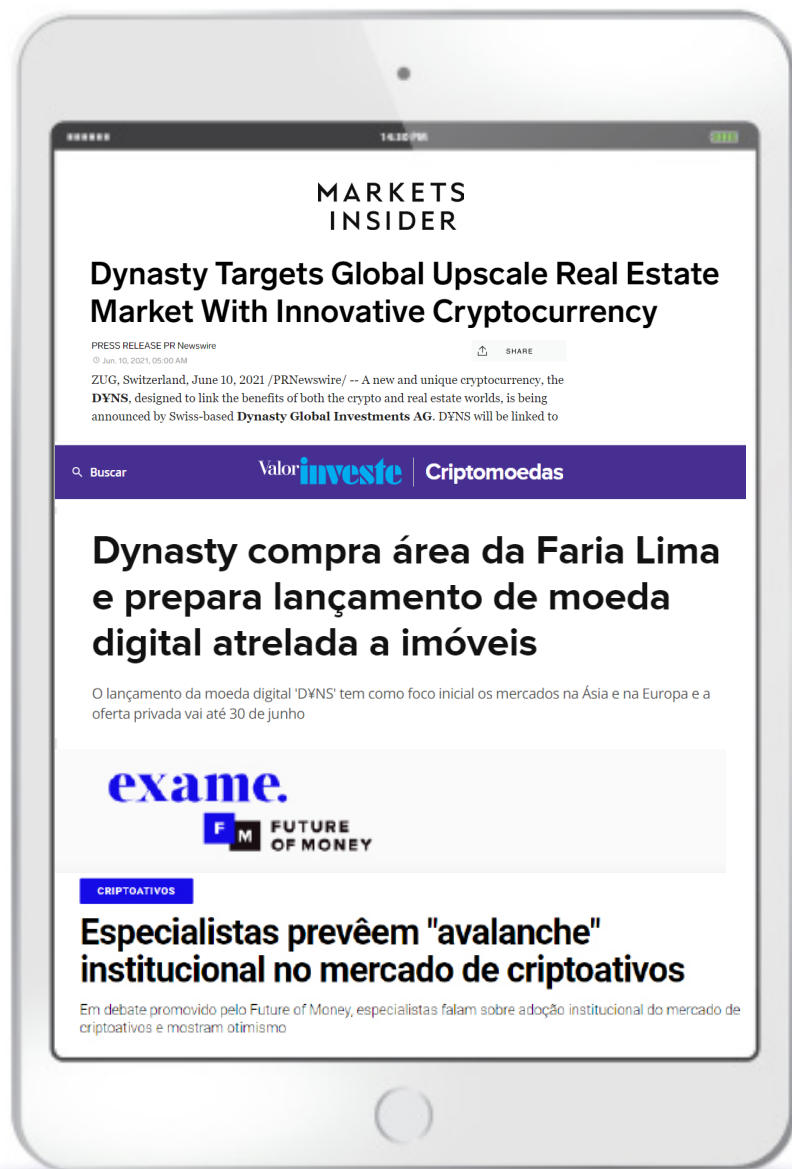 14:30 PM
MARKETS
INSIDER
Dynasty Targets Global Upscale Real Estate
Market With Innovative Cryptocurrency
PRESS RELEASE PR Newswire
Jun. 10, 2021, 05:00 AM
SHARE
ZUG, Switzerland, June 10, 2021 /PRNewswire/ -- A new and unique cryptocurrency, the
D¥NS, designed to link the benefits of both the crypto and real estate worlds, is being
announced by Swiss-based Dynasty Global Investments AG. D¥NS will be linked to
Buscar
Valor investe | Criptomoedas
Dynasty compra área da Faria Lima
e prepara lançamento de moeda
digital atrelada a imóveis
O lançamento da moeda digital 'D¥NS' tem como foco inicial os mercados na Ásia e na Europa e a
oferta privada vai até 30 de junho
exame.
F M FUTURE
OF MONEY
CRIPTOATIVOS
Especialistas prevêem "avalanche"
institucional no mercado de criptoativos
Em debate promovido pelo Future of Money, especialistas falam sobre adoção institucional do mercado de
criptoativos e mostram otimismo